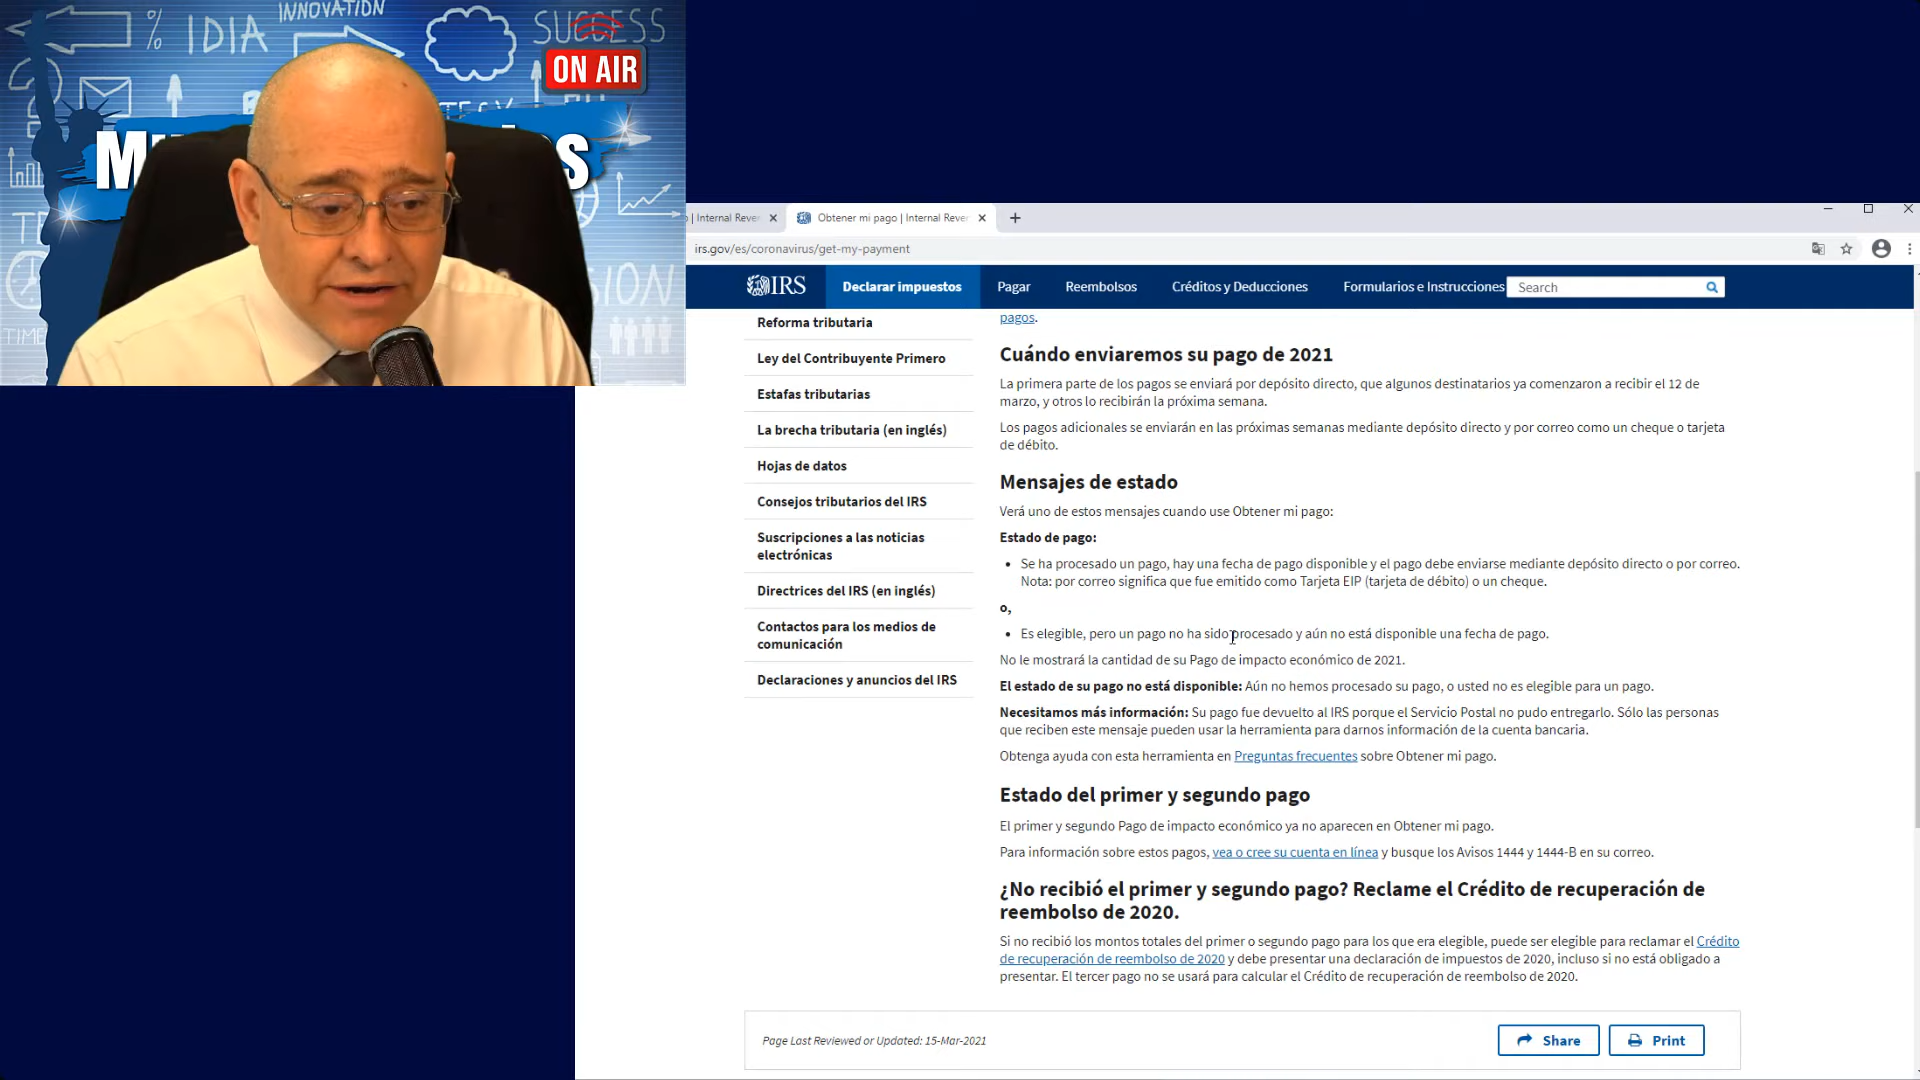 INNOVATION
% IDIA
SUCCESS
ON AIR
| Internal Reve
Obtener mi pago | Internal Reve
irs.gov/es/coronavirus/get-my-payment
IRS
Declarar impuestos
Pagar
Reembolsos
Créditos y Deducciones
Formularios e Instrucciones
Search
Reforma tributaria
Ley del Contribuyente Primero
Estafas tributarias
La brecha tributaria (en inglés)
Hojas de datos
Consejos tributarios del IRS
Suscripciones a las noticias
electrónicas
Directrices del IRS (en inglés)
Contactos para los medios de
comunicación
Declaraciones y anuncios del IRS
pagos.
Cuándo enviaremos su pago de 2021
La primera parte de los pagos se enviará por depósito directo, que algunos destinatarios ya comenzaron a recibir el 12 de
marzo, y otros lo recibirán la próxima semana.
Los pagos adicionales se enviarán en las próximas semanas mediante depósito directo y por correo como un cheque o tarjeta
de débito.
Mensajes de estado
Verá uno de estos mensajes cuando use Obtener mi pago:
Estado de pago:
• Se ha procesado un pago, hay una fecha de pago disponible y el pago debe enviarse mediante depósito directo o por correo.
Nota: por correo significa que fue emitido como Tarjeta EIP (tarjeta de débito) o un cheque.
o,
• Es elegible, pero un pago no ha sido procesado y aún no está disponible una fecha de pago.
No le mostrará la cantidad de su Pago de impacto económico de 2021.
El estado de su pago no está disponible: Aún no hemos procesado su pago, o usted no es elegible para un pago.
Necesitamos más información: Su pago fue devuelto al IRS porque el Servicio Postal no pudo entregarlo. Sólo las personas
que reciben este mensaje pueden usar la herramienta para darnos información de la cuenta bancaria.
Obtenga ayuda con esta herramienta en Preguntas frecuentes sobre Obtener mi pago.
Estado del primer y segundo pago
El primer y segundo Pago de impacto económico ya no aparecen en Obtener mi pago.
Para información sobre estos pagos, vea o cree su cuenta en línea y busque los Avisos 1444 y 1444-B en su correo.
¿No recibió el primer y segundo pago? Reclame el Crédito de recuperación de
reembolso de 2020.
Si no recibió los montos totales del primer o segundo pago para los que era elegible, puede ser elegible para reclamar el Crédito
de recuperación de reembolso de 2020 y debe presentar una declaración de impuestos de 2020, incluso si no está obligado a
presentar. El tercer pago no se usará para calcular el Crédito de recuperación de reembolso de 2020.
Page Last Reviewed or Updated: 15-Mar-2021
Share
Print